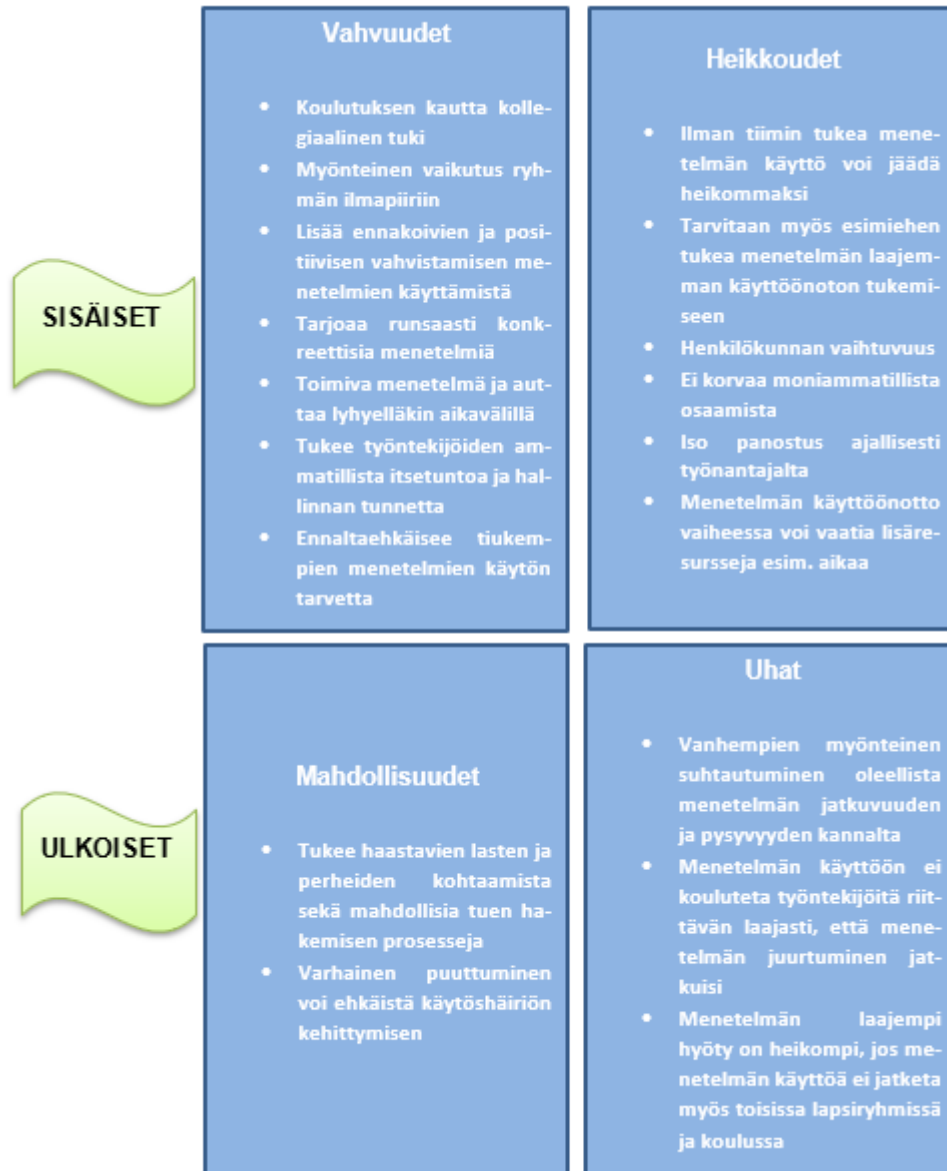 SISÄISET
Vahvuudet
• Koulutuksen kautta kolle-
giaalinen tuki
• Myönteinen vaikutus ryh-
män ilmapiiriin
• Lisää ennakoivien ja posi-
tiivisen vahvistamisen me-
netelmien käyttämistä
• Tarjoaa runsaasti konk-
reettisia menetelmiä
• Toimiva menetelmä ja aut-
taa lyhyelläkin aikavälillä
• Tukee työntekijöiden am-
matillista itsetuntoa ja hal-
linnan tunnetta
• Ennaltaehkäisee tiukem-
pien menetelmien käytön
tarvetta
Heikkoudet
• Ilman tiimin tukea mene-
telmän käyttö voi jäädä
heikommaksi
• Tarvitaan myös esimiehen
tukea menetelmän laajem-
man käyttöönoton tukemi-
seen
• Henkilökunnan vaihtuvuus
• Ei korvaa moniammatillista
osaamista
• Iso panostus ajallisesti
työnantajalta
• Menetelmän käyttöönotto
vaiheessa voi vaatia lisäre-
sursseja esim. aikaa
ULKOISET
Mahdollisuudet
• Tukee haastavien lasten ja
perheiden kohtaamista
sekä mahdollisia tuen ha-
kemisen prosesseja
• Varhainen puuttuminen
voi ehkäistä käytöshäiriön
kehittymisen
Uhat
• Vanhempien myönteinen
suhtautuminen oleellista
menetelmän jatkuvuuden
ja pysyvyyden kannalta
• Menetelmän käyttöön ei
kouluteta työntekijöitä riit-
tävän laajasti, että mene-
telmän juurtuminen jat-
kuisi
• Menetelmän laajempi
hyöty on heikompi, jos me-
netelmän käyttöä ei jatketa
myös toisissa lapsiryhmissä
ja koulussa